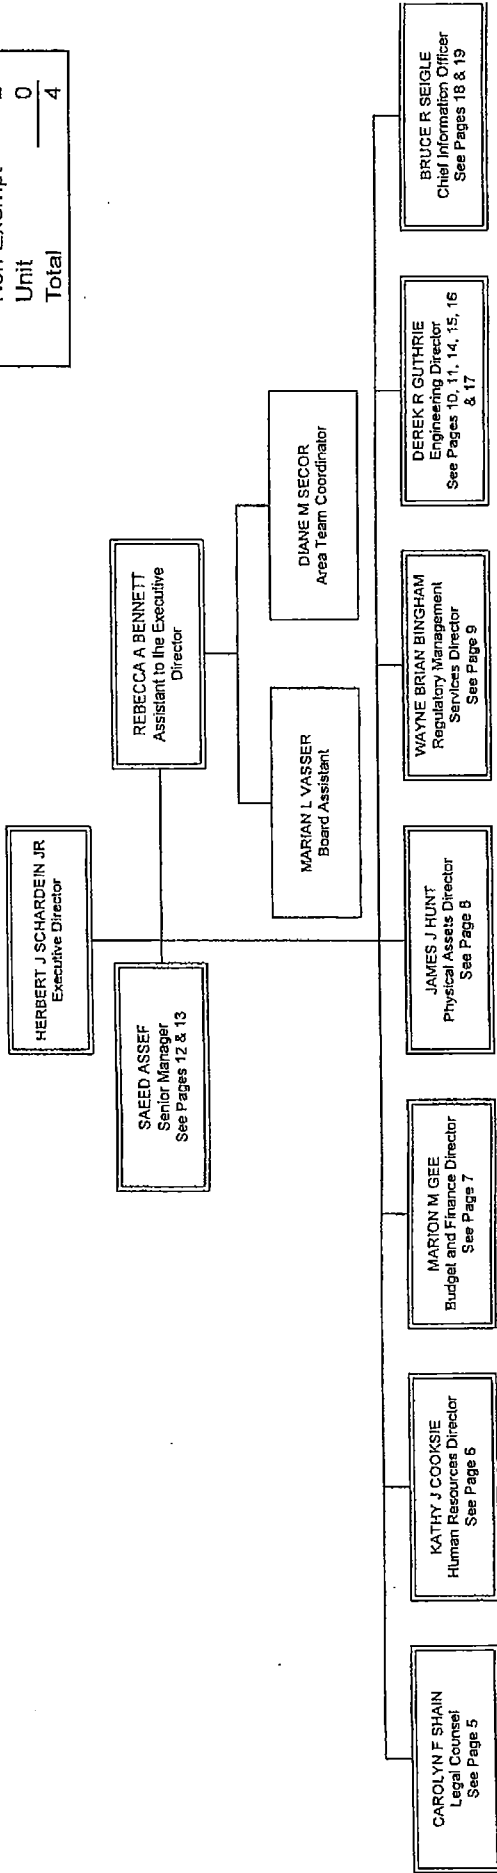 Unit 0
Total 4
HERBERT J SCHARDEIN JR
Executive Director
SAEED ASSEF
Senior Manager
See Pages 12 & 13
REBECCA A BENNETT
Assistant to the Executive
Director
MARIAN L VASSER
Board Assistant
DIANE M SECOR
Area Team Coordinator
CAROLYN F SHAIN
Legal Counsel
See Page 5
KATHY J COOKSIE
Human Resources Director
See Page 6
MARION M GEE
Budget and Finance Director
See Page 7
JAMES J HUNT
Physical Assets Director
See Page 8
WAYNE BRIAN BINGHAM
Regulatory Management
Services Director
See Page 9
DEREK R GUTHRIE
Engineering Director
See Pages 10, 11, 14, 15, 16
& 17
BRUCE R SEIGLE
Chief Information Officer
See Pages 18 & 19